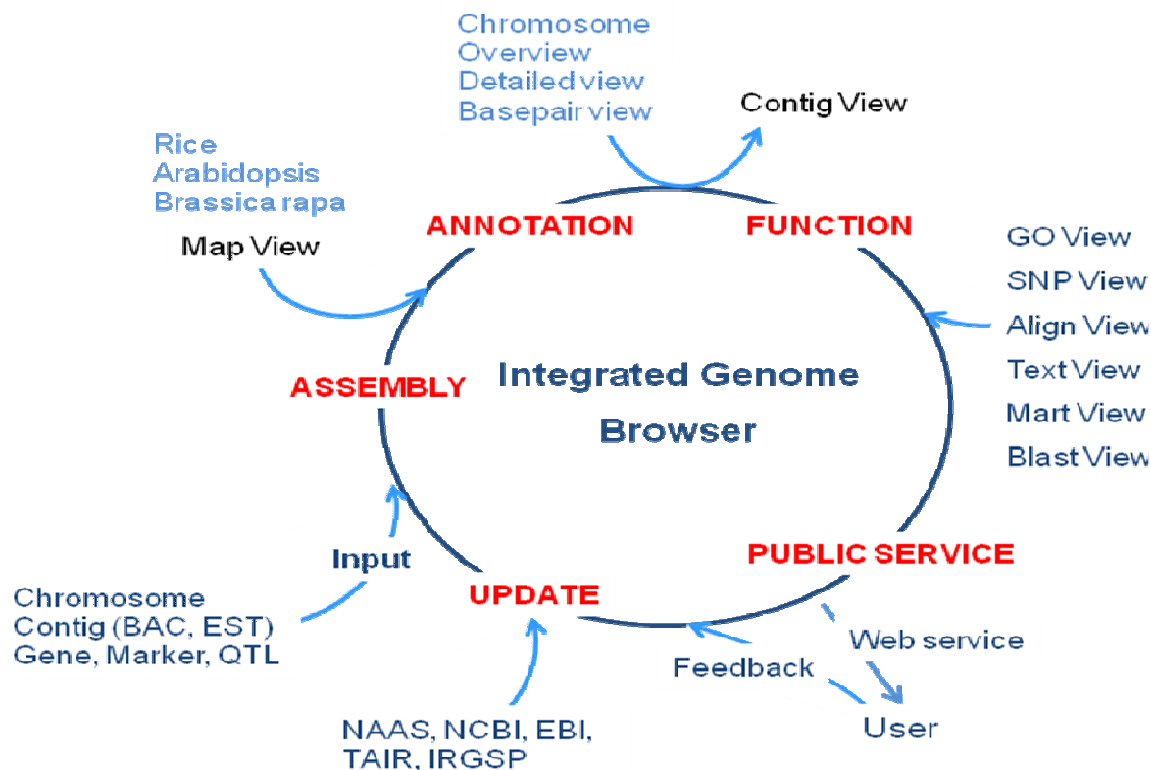 Chromosome
Overview
Detailed view
Basepair view
Contig View
Rice
Arabidopsis
Brassica rapa
Map View
ANNOTATION
FUNCTION
GO View
SNP View
Align View
Text View
Mart View
Blast View
ASSEMBLY
Integrated Genome
Browser
Input
PUBLIC SERVICE
UPDATE
Chromosome
Contig (BAC, EST)
Gene, Marker, QTL
Web service
Feedback
User
NAAS, NCBI, EBI,
TAIR, IRGSP